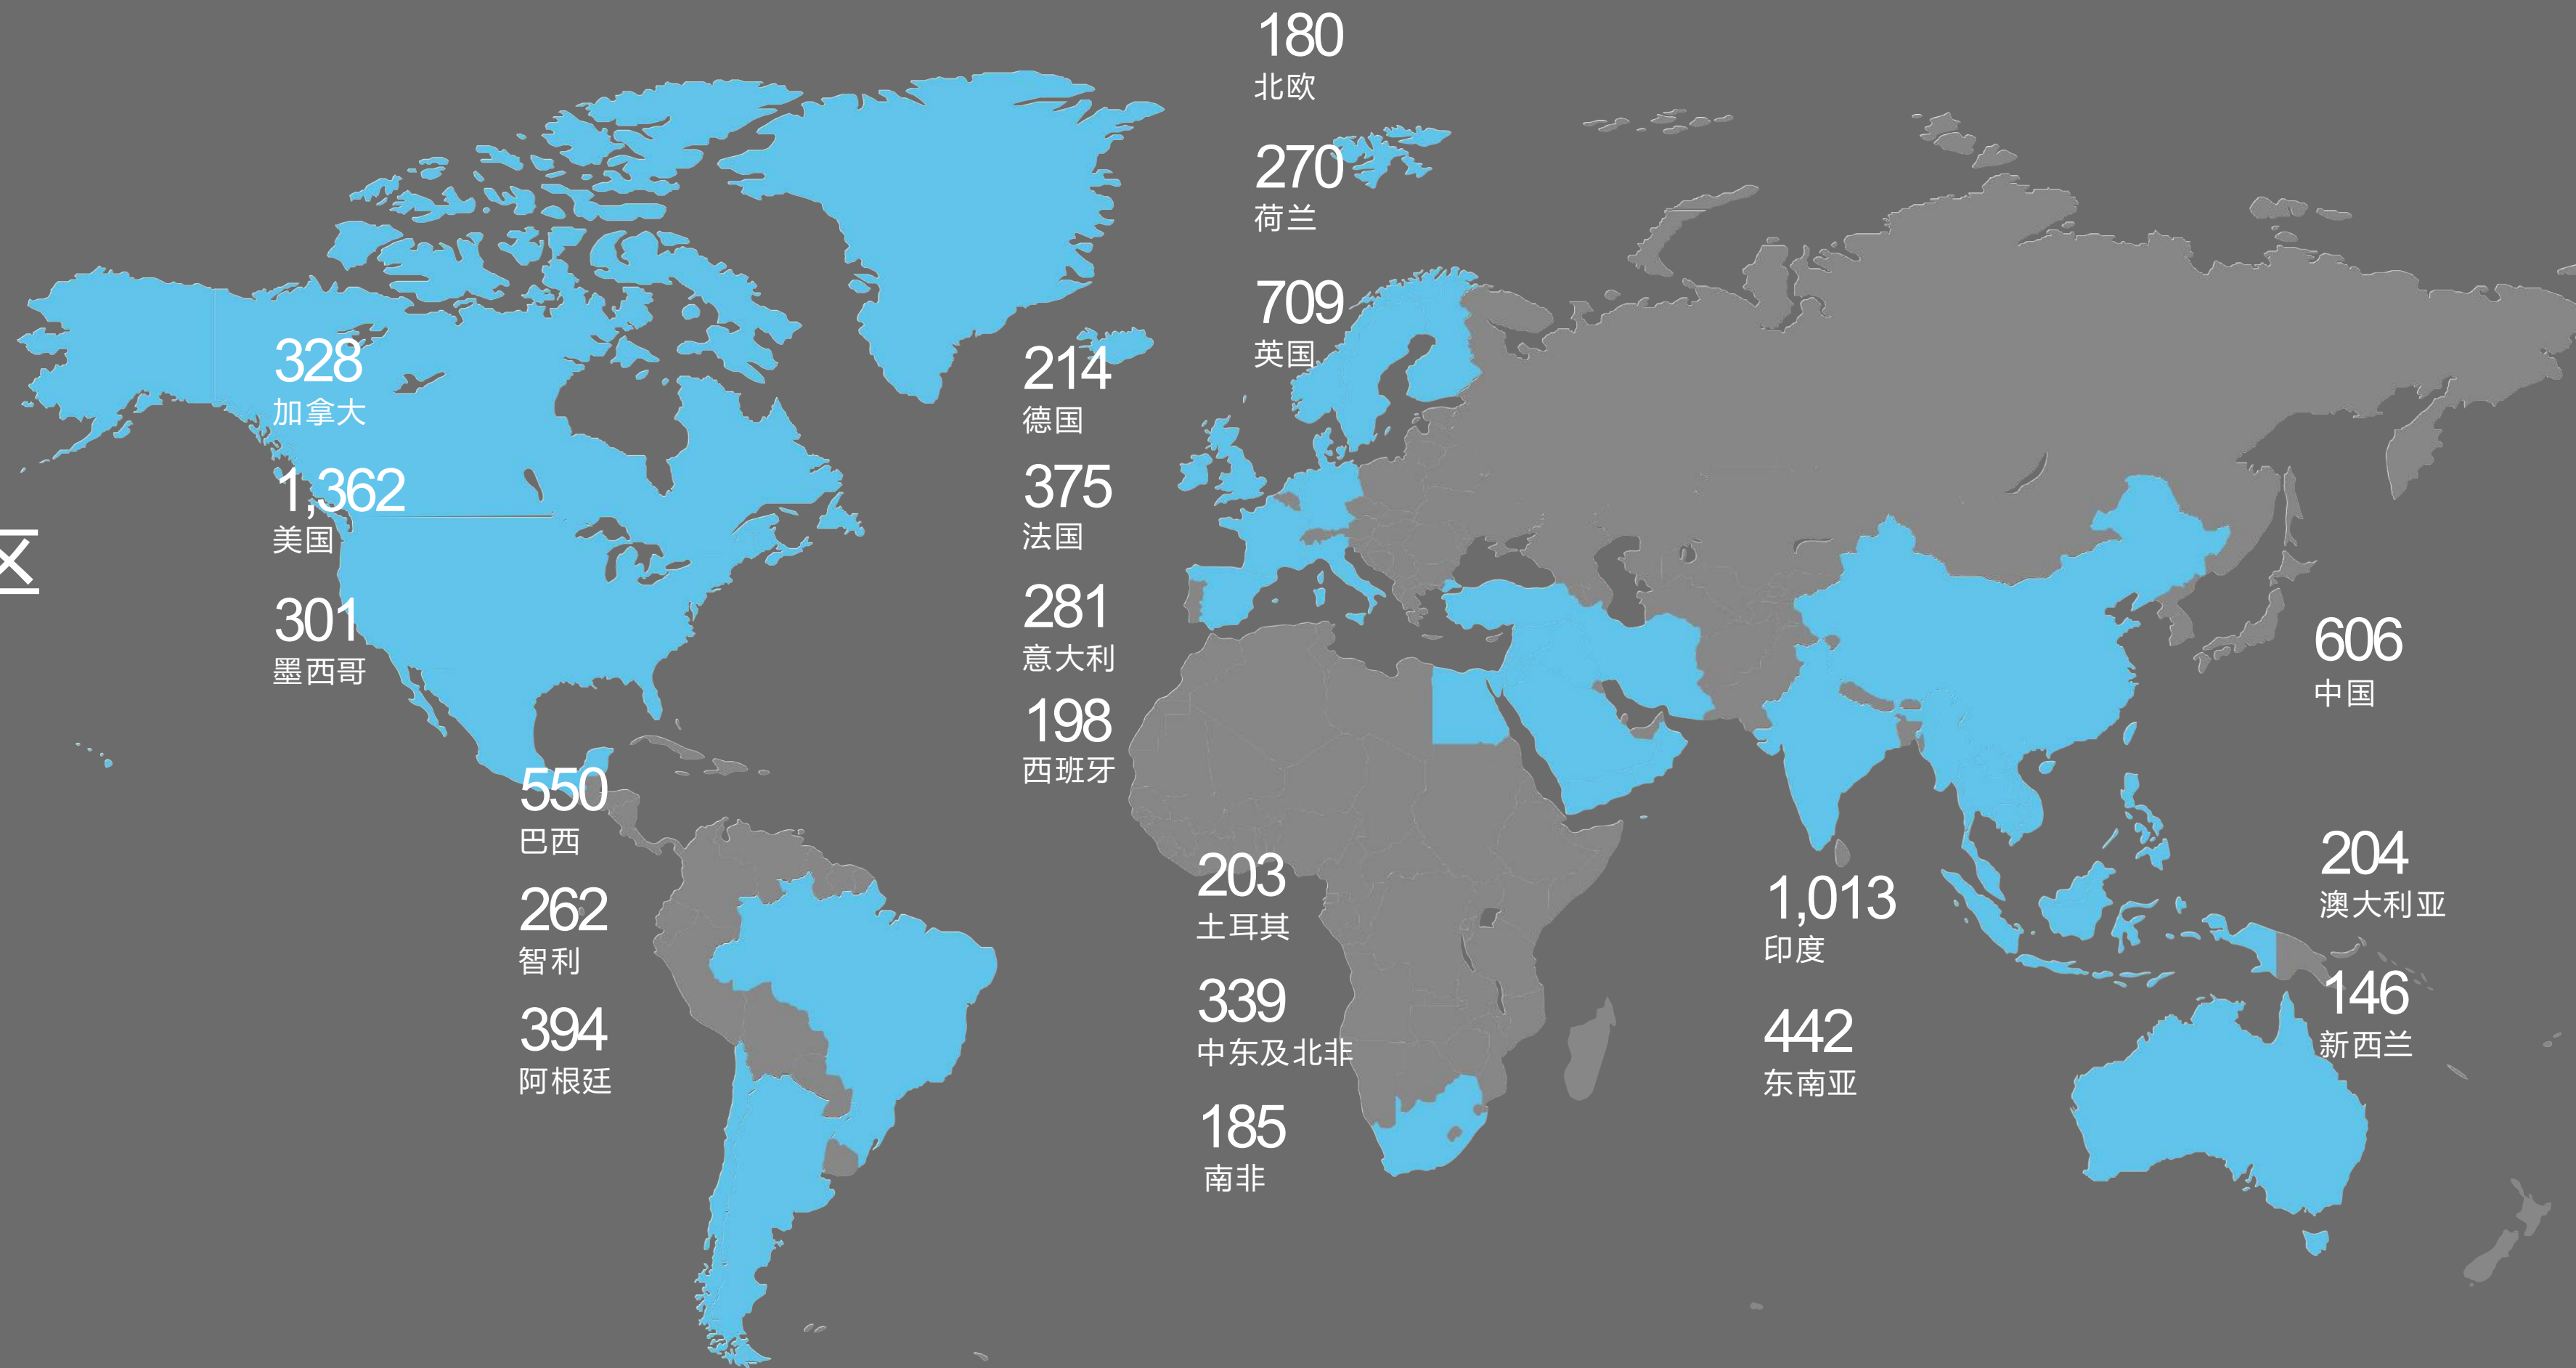 区
180
北欧
270
荷兰
709
英国
328
加拿大
1,362
美国
301
墨西哥
214
德国
375
法国
281
意大利
198
西班牙
550
巴西
262
智利
394
阿根廷
203
土耳其
339
中东及北非
185
南非
1,013
印度
442
东南亚
606
中国
204
澳大利亚
146
新西兰